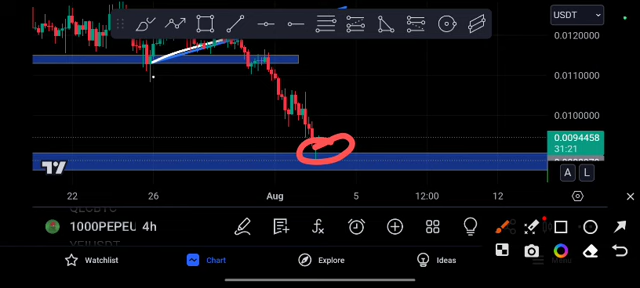 USDT
0.0120000
0.0110000
0.0100000
0.0094458
31:21
A L
22 26 Aug 5 12:00 12
1000PEPEU 4h
Watchlist Chart Explore Ideas